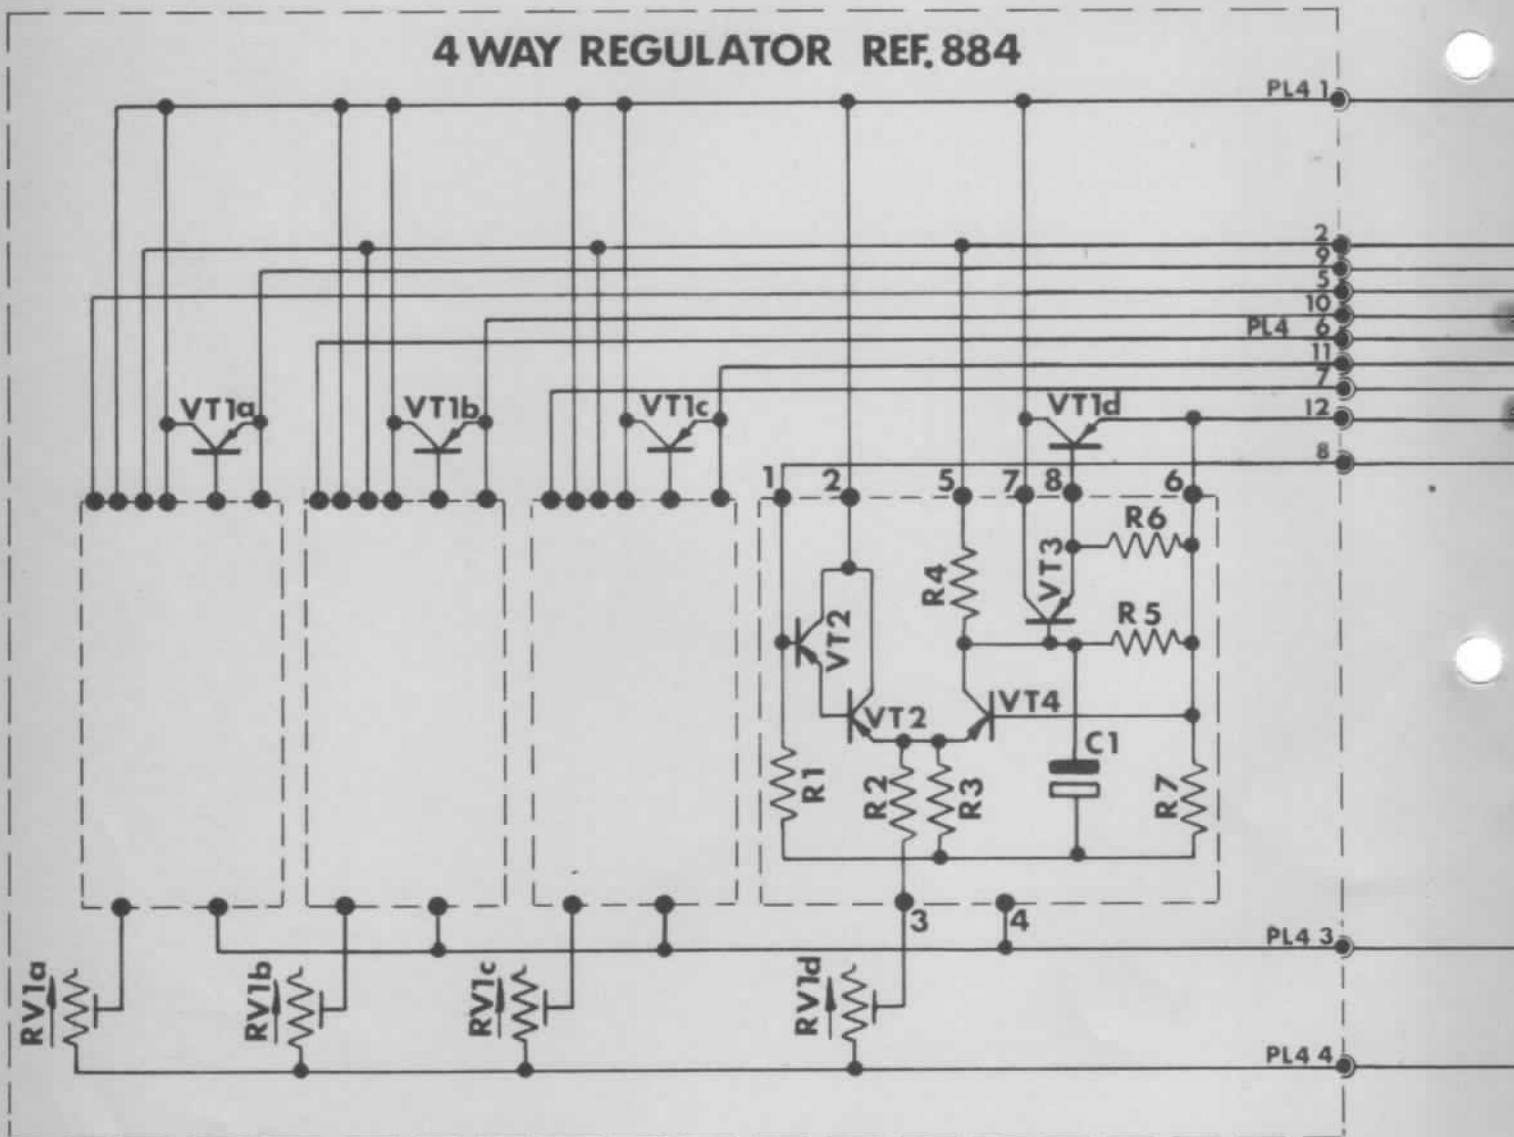 4 WAY REGULATOR REF. 884
PL4 1
2
9
5
10
PL4 6
11
7
VT1a
VT1b
VT1c
VT1d
12
8
1
2
5
7
8
6
R6
VT3
R4
R5
VT2
VT2
VT4
C1
R1
R2
R3
R7
3
4
PL4 3
RV1a
RV1b
RV1c
RV1d
PL4 4